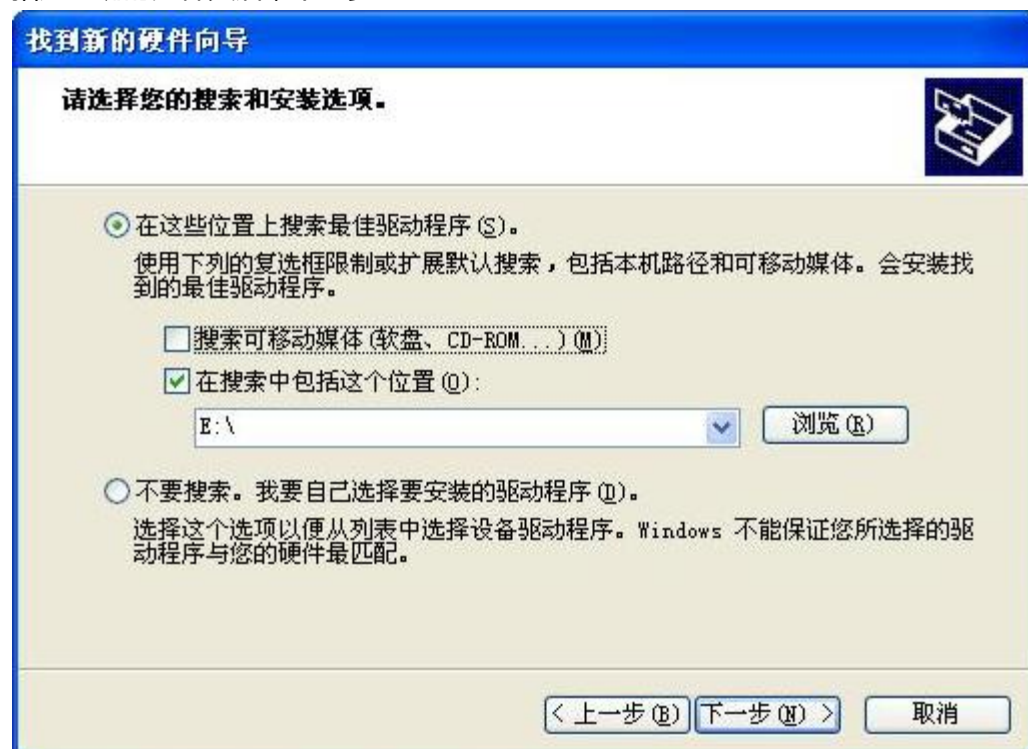 找到新的硬件向导
请选择您的搜索和安装选项。
在这些位置上搜索最佳驱动程序(S)。
使用下列的复选框限制或扩展默认搜索，包括本机路径和可移动媒体。会安装找
到的最佳驱动程序。
搜索可移动媒体(软盘、CD-ROM...)(M)
在搜索中包括这个位置(O):
E:\
浏览(R)
不要搜索。我要自己选择要安装的驱动程序(D)。
选择这个选项以便从列表中选择设备驱动程序。Windows 不能保证您所选择的驱
动程序与您的硬件最匹配。
< 上一步(B)
下一步(N) >
取消